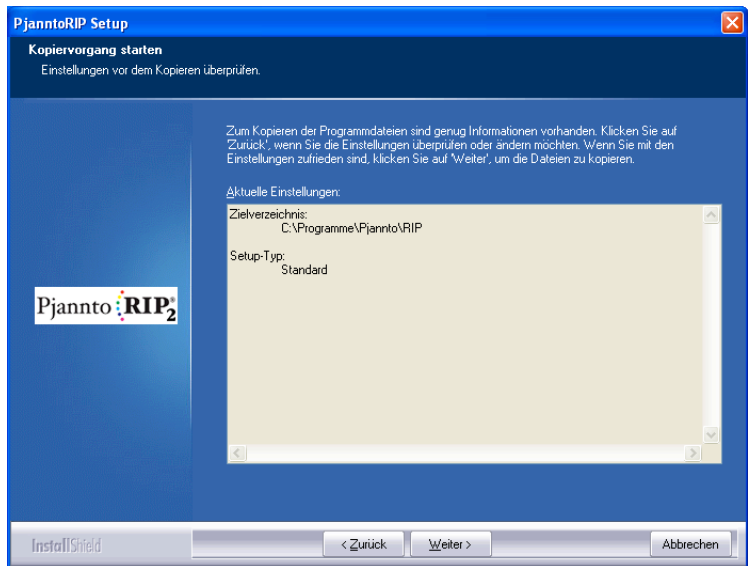 PjanntoRIP Setup
Kopiervorgang starten
Einstellungen vor dem Kopieren überprüfen.
Zum Kopieren der Programmdateien sind genug Informationen vorhanden. Klicken Sie auf
'Zurück', wenn Sie die Einstellungen überprüfen oder ändern möchten. Wenn Sie mit den
Einstellungen zufrieden sind, klicken Sie auf 'Weiter', um die Dateien zu kopieren.
Aktuelle Einstellungen:
Zielverzeichnis:
C:\Programme\Pjannto\RIP
Setup-Typ:
Standard
Pjannto RIP2
InstallShield
< Zurück
Weiter >
Abbrechen